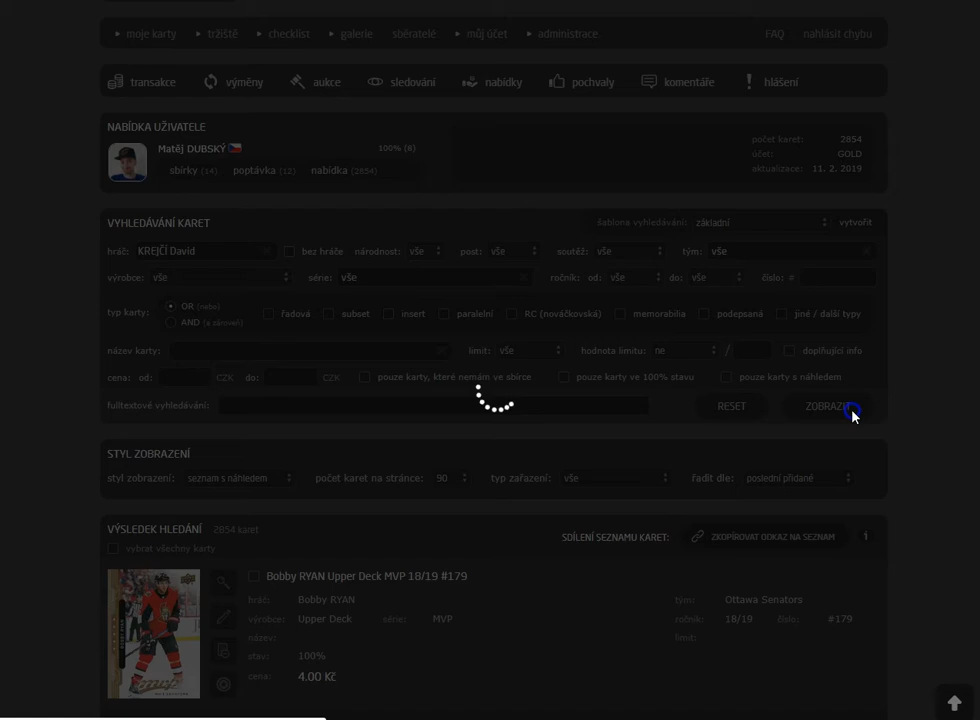 moje karty tržiště checklist galerie sběratelé můj účet administrace FAQ nahlásit chybu
transakce výměny aukce sledování nabídky pochvaly komentáře hlášení
NABÍDKA UŽIVATELE
Matěj DUBSKÝ 100% (8) počet karet: 2854
účet: GOLD
sbírky (14) poptávka (12) nabídka (2854) aktualizace: 11. 2. 2019
VYHLEDÁVÁNÍ KARET šablona vyhledávání: základní vytvořit
hráč: KREJČÍ David bez hráče národnost: vše post: vše soutěž: vše tým: vše
výrobce: vše série: vše ročník: od: vše do: vše číslo: #
typ karty: OR (nebo) řadová subset insert paralelní RC (nováčkovská) memorabilia podepsaná jiné / další typy
AND (a zároveň)
název karty: limit: vše hodnota limitu: ne / doplňující info
cena: od: CZK do: CZK pouze karty, které nemám ve sbírce pouze karty ve 100% stavu pouze karty s náhledem
fulltextové vyhledávání: RESET ZOBRAZIT
STYL ZOBRAZENÍ
styl zobrazení: seznam s náhledem počet karet na stránce: 90 typ zařazení: vše řadit dle: poslední přidané
VÝSLEDEK HLEDÁNÍ 2854 karet SDÍLENÍ SEZNAMU KARET: ZKOPÍROVAT ODKAZ NA SEZNAM i
vybrat všechny karty
Bobby RYAN Upper Deck MVP 18/19 #179
hráč: Bobby RYAN tým: Ottawa Senators
výrobce: Upper Deck série: MVP ročník: 18/19 číslo: #179
název: limit:
stav: 100%
cena: 4.00 Kč